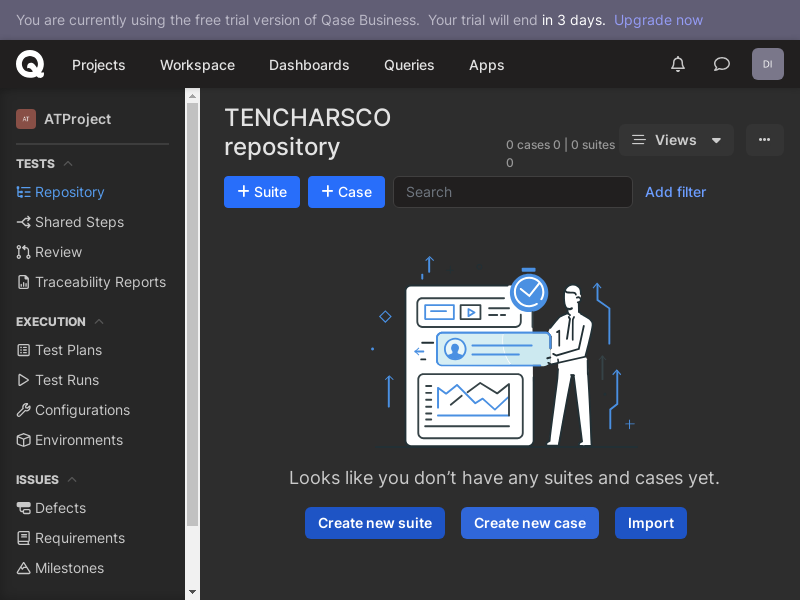 You are currently using the free trial version of Qase Business. Your trial will end in 3 days. Upgrade now
Projects Workspace Dashboards Queries Apps DI
AT ATProject
TESTS
Repository
Shared Steps
Review
Traceability Reports
EXECUTION
Test Plans
Test Runs
Configurations
Environments
ISSUES
Defects
Requirements
Milestones
TENCHARSCO
repository
0 cases 0 | 0 suites
0
Views
+ Suite + Case Search Add filter
Looks like you don’t have any suites and cases yet.
Create new suite Create new case Import